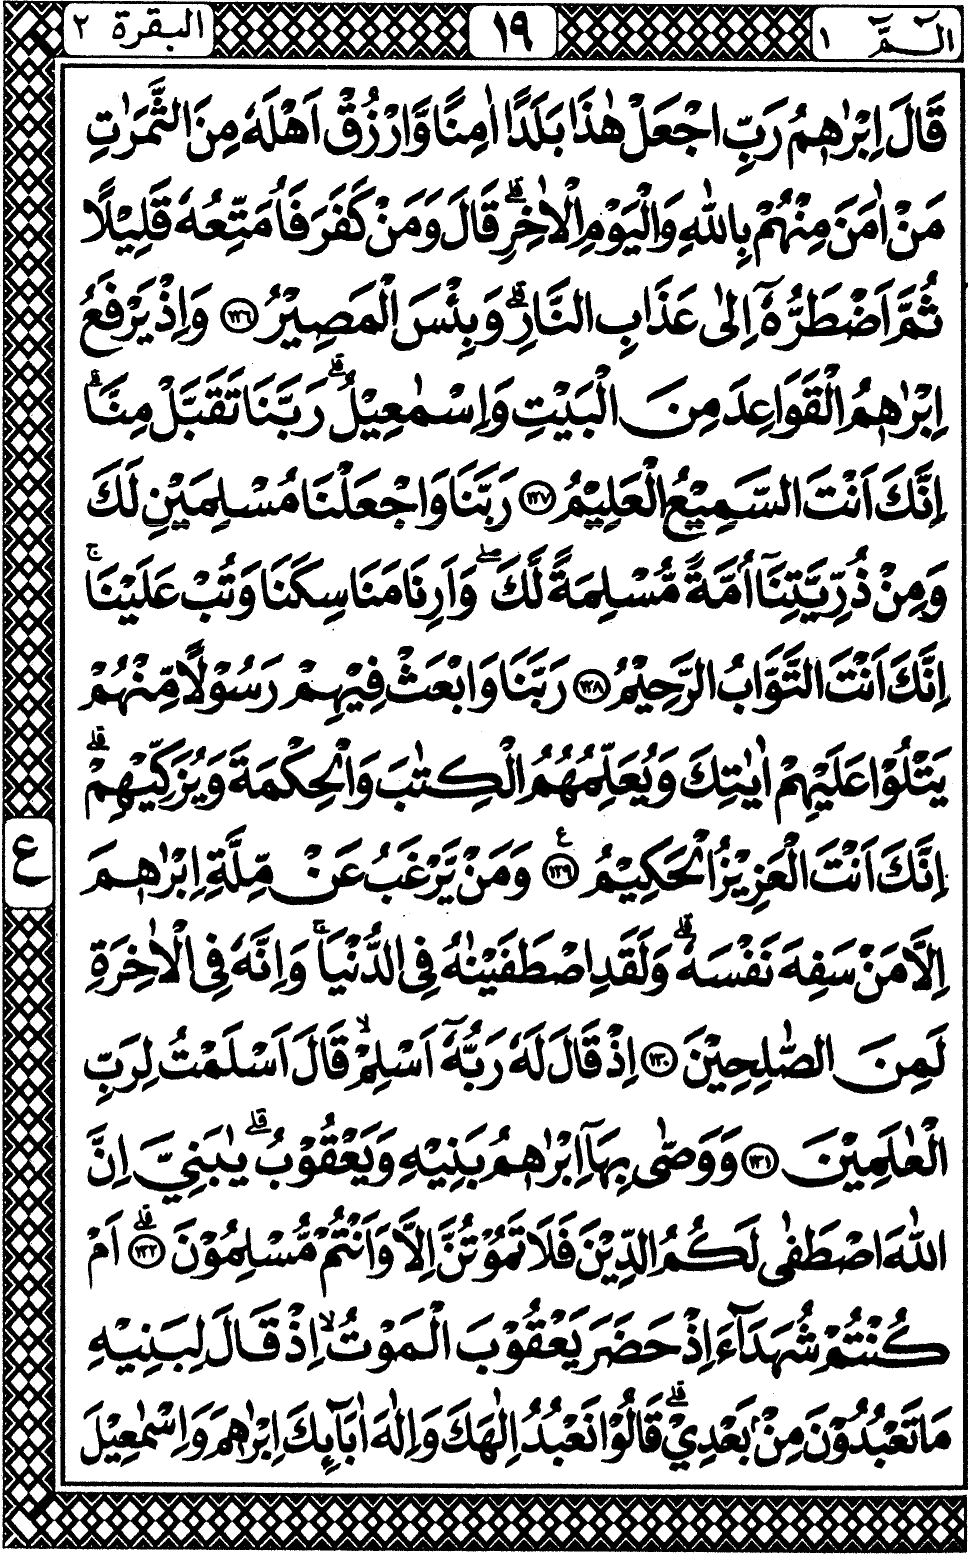 الٓمّٓ ١ ١٩ البقرة ٢
قَالَ اِبْرٰهٖمُ رَبِّ اجْعَلْ هٰذَا بَلَدًا اٰمِنًا وَّارْزُقْ اَهْلَهٗ مِنَ الثَّمَرٰتِ
مَنْ اٰمَنَ مِنْهُمْ بِاللّٰهِ وَالْيَوْمِ الْاٰخِرِ ؕ قَالَ وَمَنْ كَفَرَ فَاُمَتِّعُهٗ قَلِيْلًا
ثُمَّ اَضْطَرُّهٗۤ اِلٰى عَذَابِ النَّارِ ؕ وَبِئْسَ الْمَصِيْرُ ﴿١٢٦﴾ وَاِذْ يَرْفَعُ
اِبْرٰهٖمُ الْقَوَاعِدَ مِنَ الْبَيْتِ وَاِسْمٰعِيْلُ ؕ رَبَّنَا تَقَبَّلْ مِنَّا ؕ
اِنَّكَ اَنْتَ السَّمِيْعُ الْعَلِيْمُ ﴿١٢٧﴾ رَبَّنَا وَاجْعَلْنَا مُسْلِمَيْنِ لَكَ
وَمِنْ ذُرِّيَّتِنَاۤ اُمَّةً مُّسْلِمَةً لَّكَ ۪ وَاَرِنَا مَنَاسِكَنَا وَتُبْ عَلَيْنَا ۚ
اِنَّكَ اَنْتَ التَّوَّابُ الرَّحِيْمُ ﴿١٢٨﴾ رَبَّنَا وَابْعَثْ فِيْهِمْ رَسُوْلًا مِّنْهُمْ
يَتْلُوْا عَلَيْهِمْ اٰيٰتِكَ وَيُعَلِّمُهُمُ الْكِتٰبَ وَالْحِكْمَةَ وَيُزَكِّيْهِمْ ؕ
ع اِنَّكَ اَنْتَ الْعَزِيْزُ الْحَكِيْمُ ﴿١٢٩﴾ ع وَمَنْ يَّرْغَبُ عَنْ مِّلَّةِ اِبْرٰهٖمَ
اِلَّا مَنْ سَفِهَ نَفْسَهٗ ؕ وَلَقَدِ اصْطَفَيْنٰهُ فِى الدُّنْيَا ۚ وَاِنَّهٗ فِى الْاٰخِرَةِ
لَمِنَ الصّٰلِحِيْنَ ﴿١٣٠﴾ اِذْ قَالَ لَهٗ رَبُّهٗۤ اَسْلِمْ ۙ قَالَ اَسْلَمْتُ لِرَبِّ
الْعٰلَمِيْنَ ﴿١٣١﴾ وَوَصّٰى بِهَاۤ اِبْرٰهٖمُ بَنِيْهِ وَيَعْقُوْبُ ؕ يٰبَنِيَّ اِنَّ
اللّٰهَ اصْطَفٰى لَكُمُ الدِّيْنَ فَلَا تَمُوْتُنَّ اِلَّا وَاَنْتُمْ مُّسْلِمُوْنَ ﴿١٣٢﴾ؕ اَمْ
كُنْتُمْ شُهَدَآءَ اِذْ حَضَرَ يَعْقُوْبَ الْمَوْتُ ۙ اِذْ قَالَ لِبَنِيْهِ
مَا تَعْبُدُوْنَ مِنْۢ بَعْدِيْ ؕ قَالُوْا نَعْبُدُ اِلٰهَكَ وَاِلٰهَ اٰبَآئِكَ اِبْرٰهٖمَ وَاِسْمٰعِيْلَ